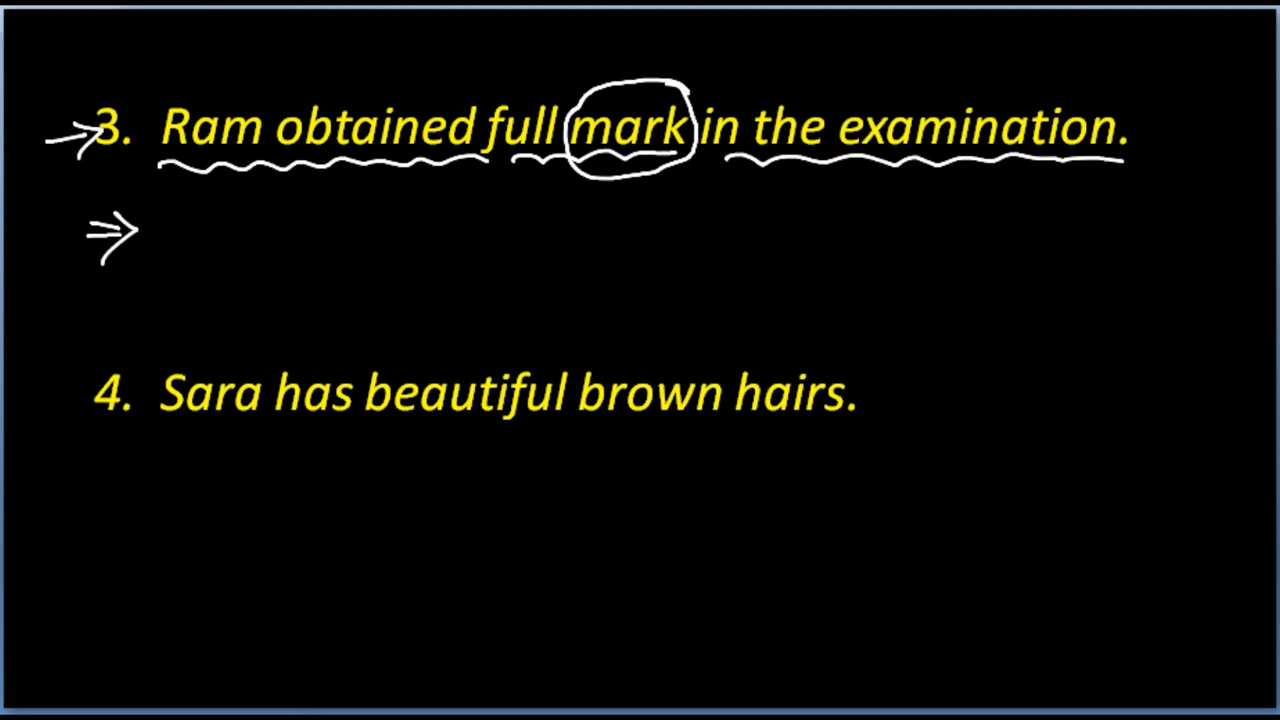 3. Ram obtained full mark in the examination.
4. Sara has beautiful brown hairs.